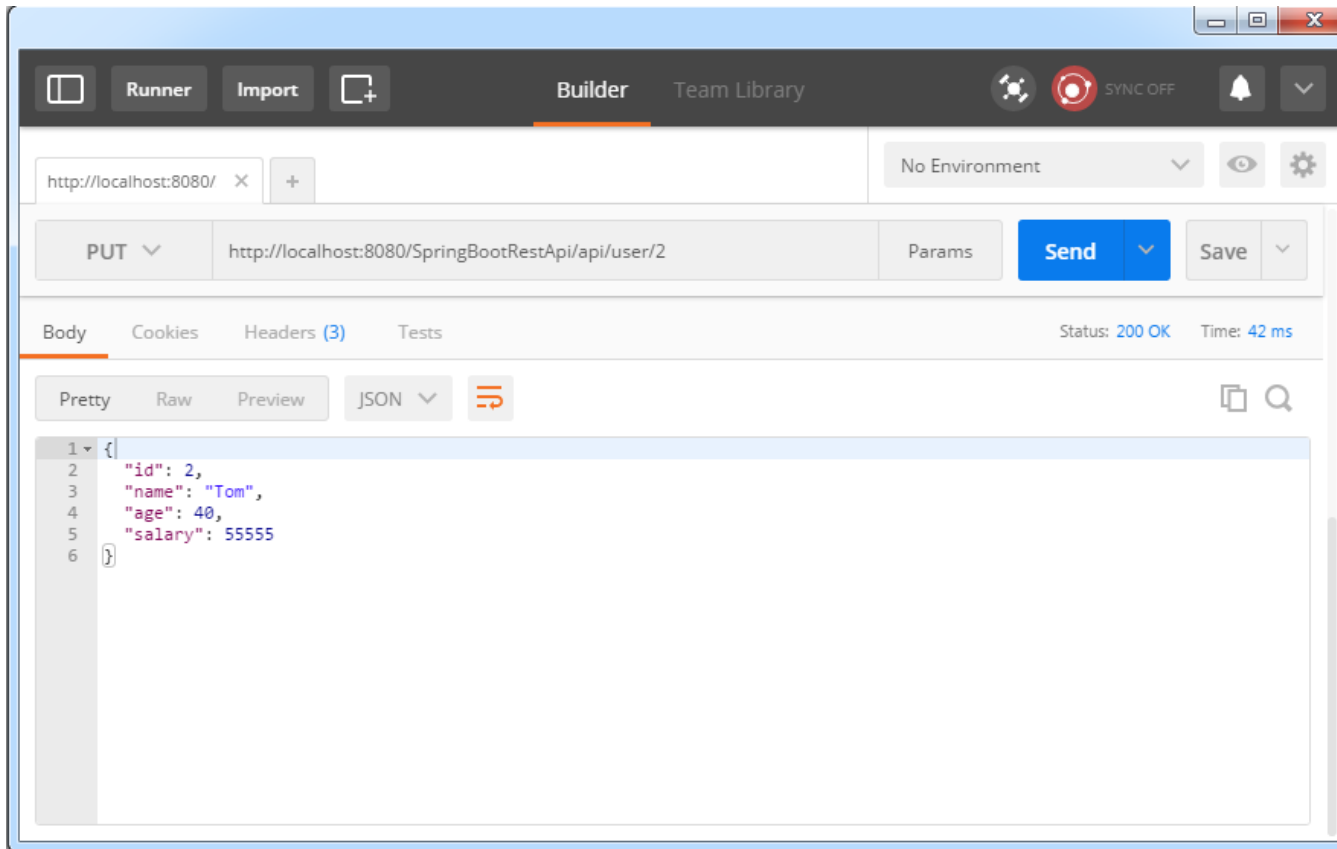 Runner Import Builder Team Library SYNC OFF
http://localhost:8080/ No Environment
PUT http://localhost:8080/SpringBootRestApi/api/user/2 Params Send Save
Body Cookies Headers (3) Tests Status: 200 OK Time: 42 ms
Pretty Raw Preview JSON
1 {
2 "id": 2,
3 "name": "Tom",
4 "age": 40,
5 "salary": 55555
6 }